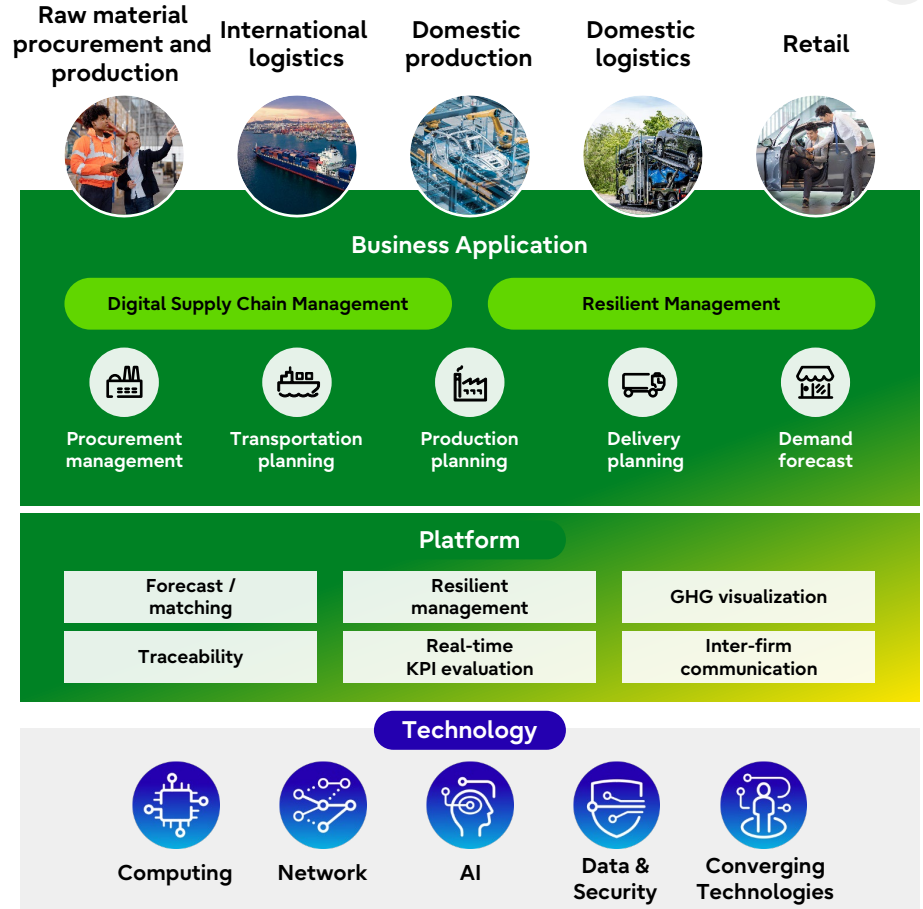 Raw material
procurement and
production
International
logistics
Domestic
production
Domestic
logistics
Retail
Business Application
Digital Supply Chain Management
Resilient Management
Procurement
management
Transportation
planning
Production
planning
Delivery
planning
Demand
forecast
Platform
Forecast /
matching
Resilient
management
GHG visualization
Traceability
Real-time
KPI evaluation
Inter-firm
communication
Technology
Computing
Network
AI
Data &
Security
Converging
Technologies